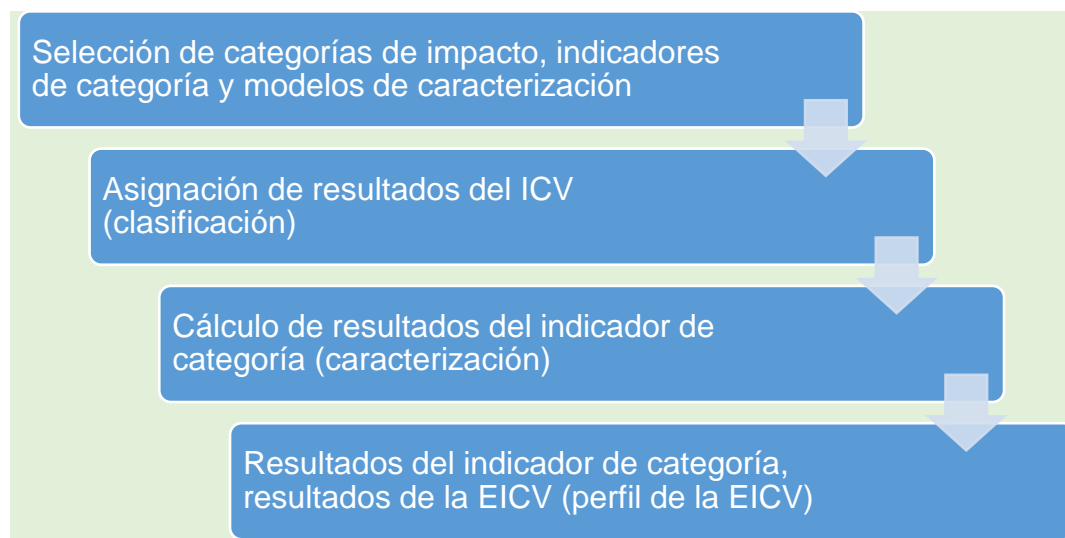 Selección de categorías de impacto, indicadores
de categoría y modelos de caracterización
Asignación de resultados del ICV
(clasificación)
Cálculo de resultados del indicador de
categoría (caracterización)
Resultados del indicador de categoría,
resultados de la EICV (perfil de la EICV)